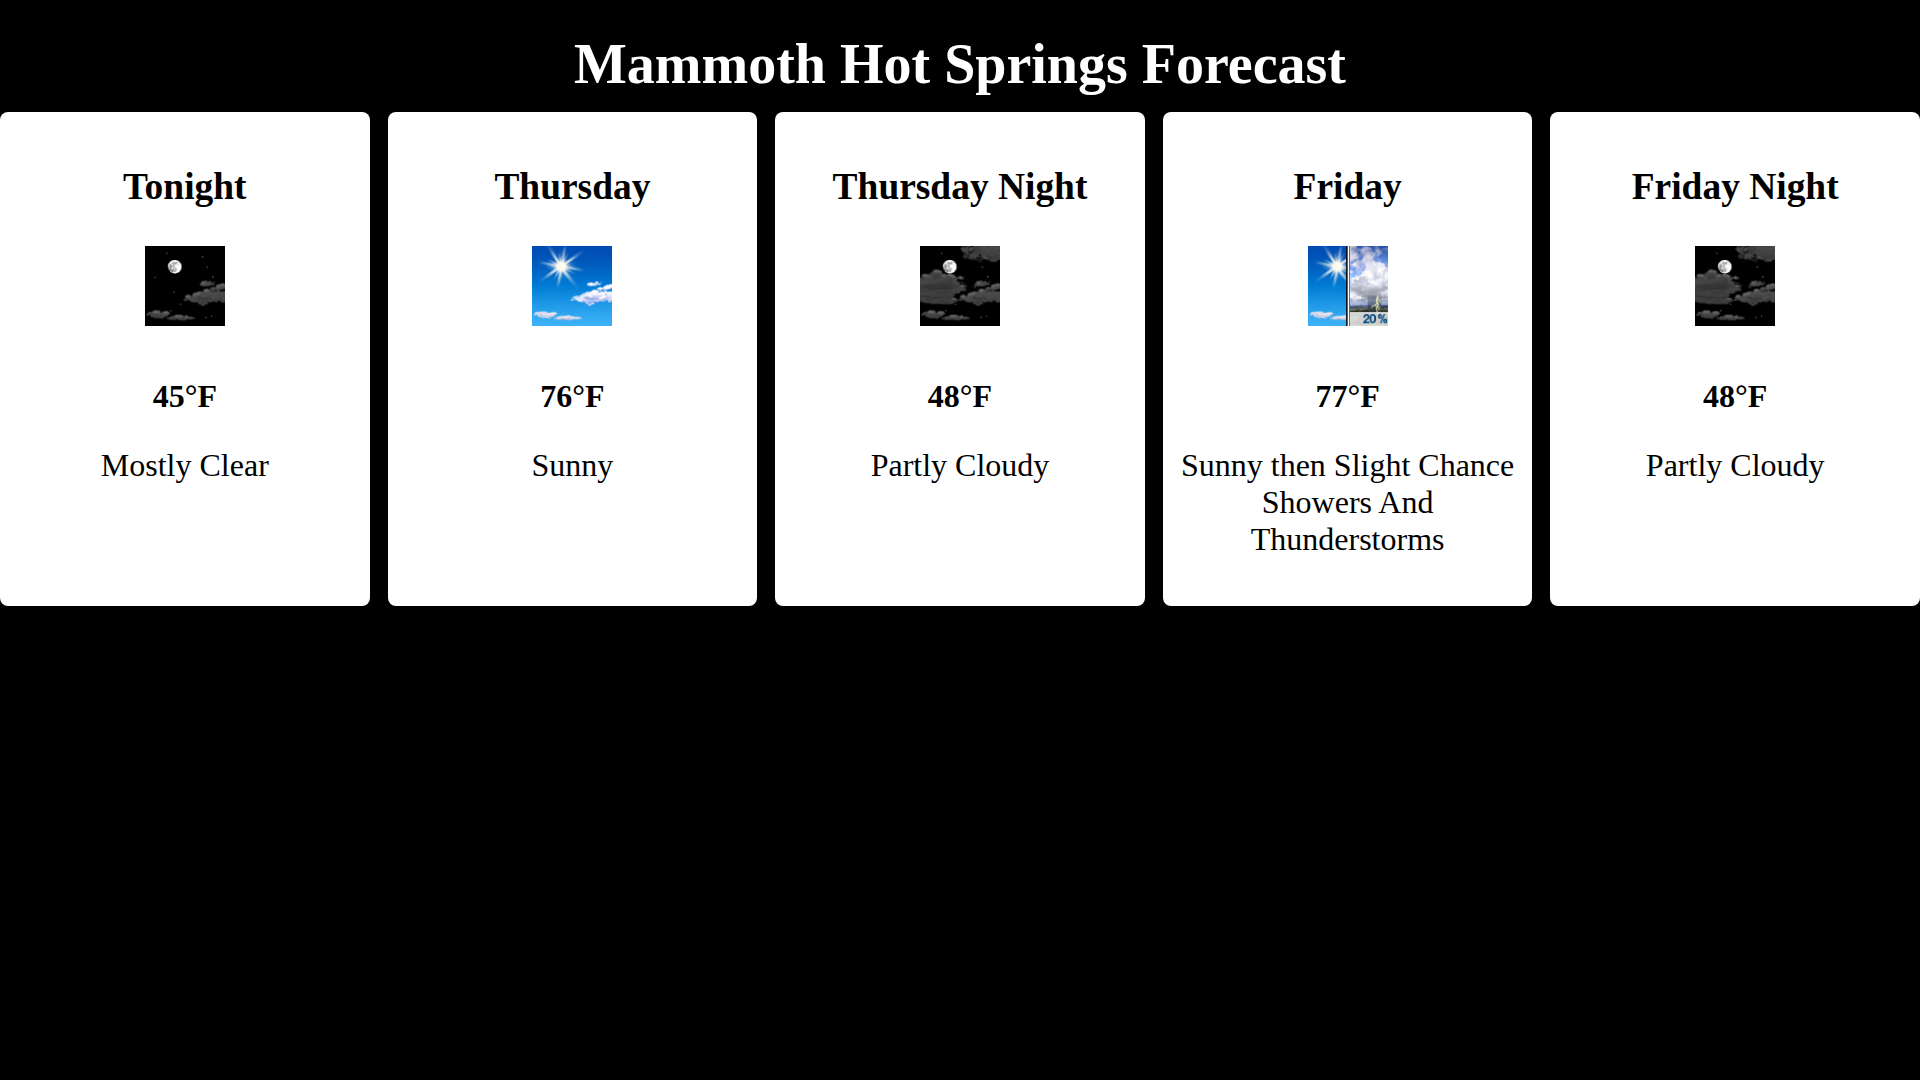 Mammoth Hot Springs Forecast
Tonight
45°F
Mostly Clear
Thursday
76°F
Sunny
Thursday Night
48°F
Partly Cloudy
Friday
20%
77°F
Sunny then Slight Chance
Showers And
Thunderstorms
Friday Night
48°F
Partly Cloudy